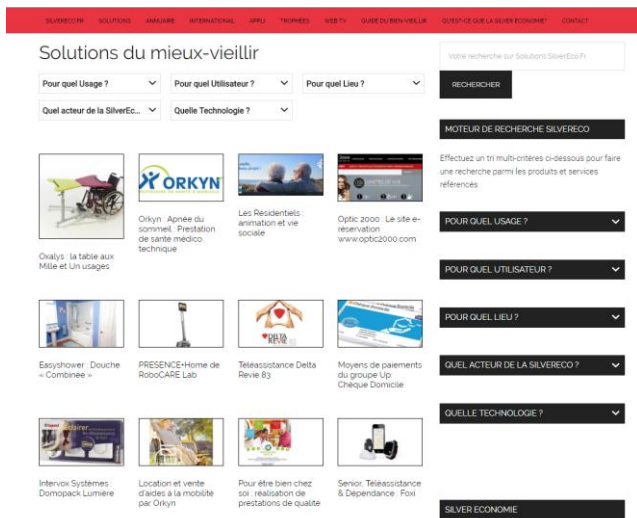 SILVERECO.FR SOLUTIONS ANNUAIRE INTERNATIONAL APPLI TROPHÉES WEB TV GUIDE DU BIEN-VIEILLIR QU'EST-CE QUE LA SILVER ÉCONOMIE? CONTACT
Solutions du mieux-vieillir
Pour quel Usage ? Pour quel Utilisateur ? Pour quel Lieu ?
Quel acteur de la SilverEc... Quelle Technologie ?
ORKYN'
Oxalys : la table aux
Mille et Un usages
Orkyn : Apnée du
sommeil : Prestation
de santé médico
technique
Les Résidentiels :
animation et vie
sociale
Optic 2000 : Le site e-
réservation
www.optic2000.com
DELTA
REVIE
Easyshower : Douche
« Combinée »
PRESENCE+Home de
RoboCARE Lab
Téléassistance Delta
Revie 83
Moyens de paiements
du groupe Up :
Chèque Domicile
Intervox Systèmes :
Domopack Lumière
Location et vente
d'aides à la mobilité
par Orkyn
Pour être bien chez
soi : réalisation de
prestations de qualité
Senior, Téléassistance
& Dépendance : Foxi
Votre recherche sur Solutions.SilverEco.Fr
RECHERCHER
MOTEUR DE RECHERCHE SILVERECO
Effectuez un tri multi-critères ci-dessous pour faire
une recherche parmi les produits et services
référencés
POUR QUEL USAGE ?
POUR QUEL UTILISATEUR ?
POUR QUEL LIEU ?
QUEL ACTEUR DE LA SILVERECO ?
QUELLE TECHNOLOGIE ?
SILVER ECONOMIE